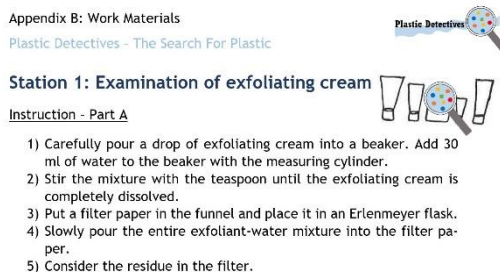 Appendix B: Work Materials
Plastic Detectives
Plastic Detectives - The Search For Plastic
Station 1: Examination of exfoliating cream
Instruction - Part A
1) Carefully pour a drop of exfoliating cream into a beaker. Add 30
ml of water to the beaker with the measuring cylinder.
2) Stir the mixture with the teaspoon until the exfoliating cream is
completely dissolved.
3) Put a filter paper in the funnel and place it in an Erlenmeyer flask.
4) Slowly pour the entire exfoliant-water mixture into the filter pa-
per.
5) Consider the residue in the filter.